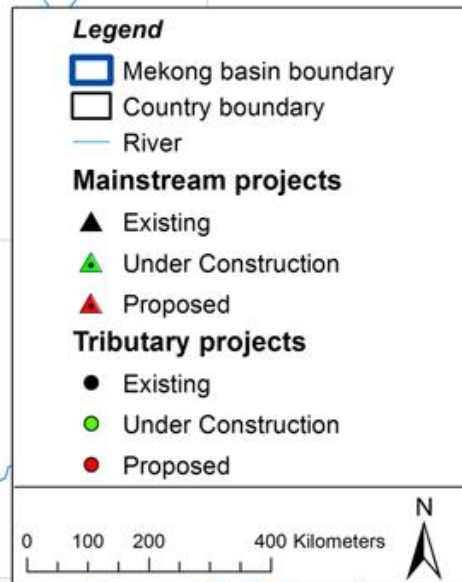 Legend
Mekong basin boundary
Country boundary
River
Mainstream projects
Existing
Under Construction
Proposed
Tributary projects
Existing
Under Construction
Proposed
N
0 100 200 400 Kilometers